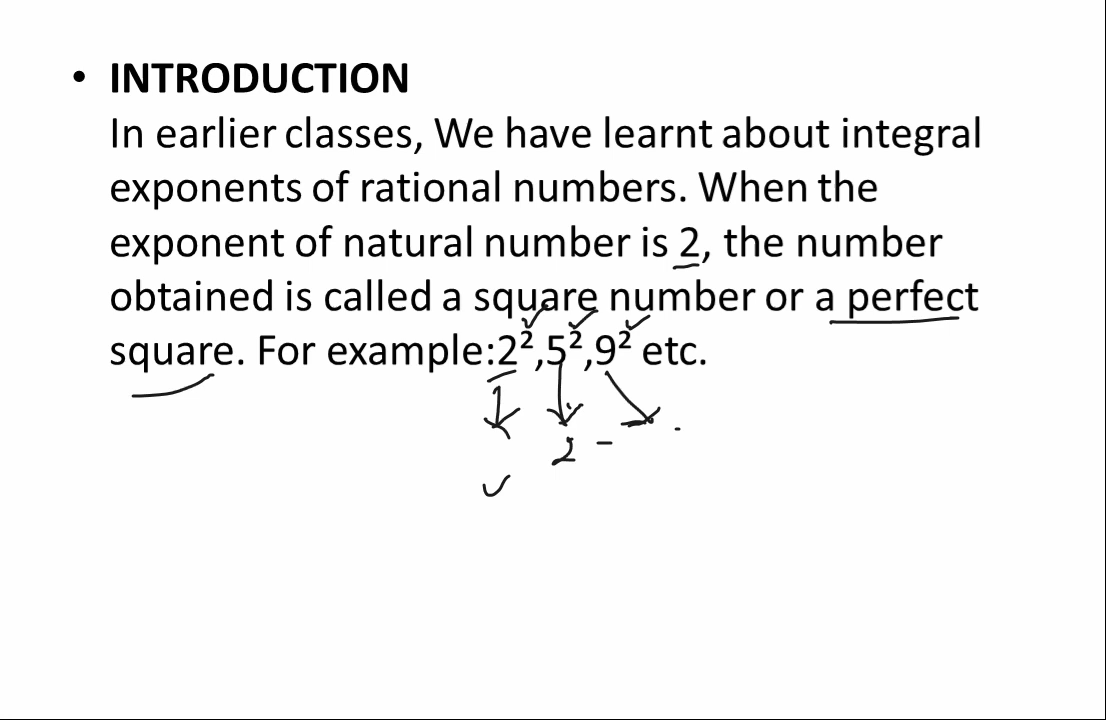 • INTRODUCTION
In earlier classes, We have learnt about integral
exponents of rational numbers. When the
exponent of natural number is 2, the number
obtained is called a square number or a perfect
square. For example:2²,5²,9² etc.
2 -